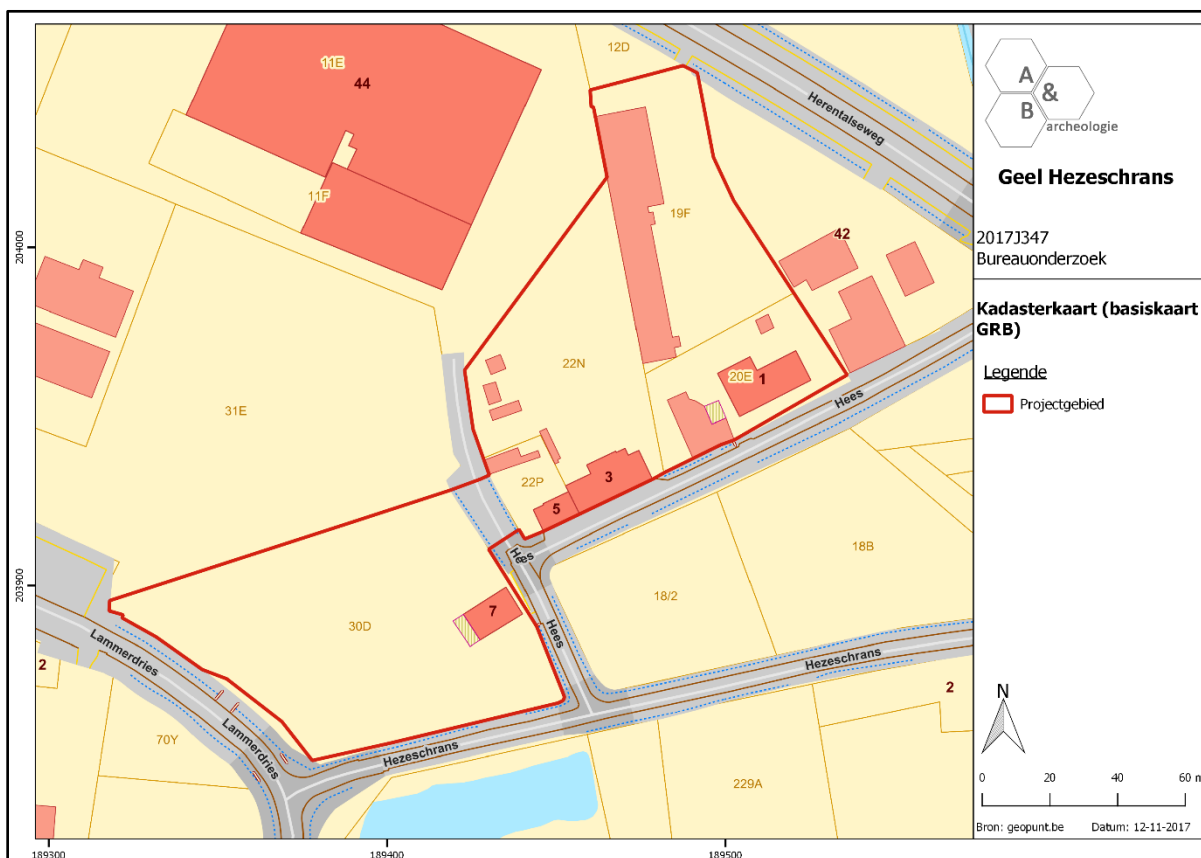 12D
11E
44
Herentalseweg
11F
19F
42
204000
22N
20E
1
Hees
31E
22P
3
5
Hees
18B
203900
18/2
7
30D
Hees
Lammerdries
Hezeschrans
2
2
Lammerdries
70Y
Hezeschrans
229A
189300
189400
189500
A
&
B
archeologie
Geel Hezeschrans
2017J347
Bureauonderzoek
Kadasterkaart (basiskaart
GRB)
Legende
Projectgebied
N
0 20 40 60 m
Bron: geopunt.be Datum: 12-11-2017